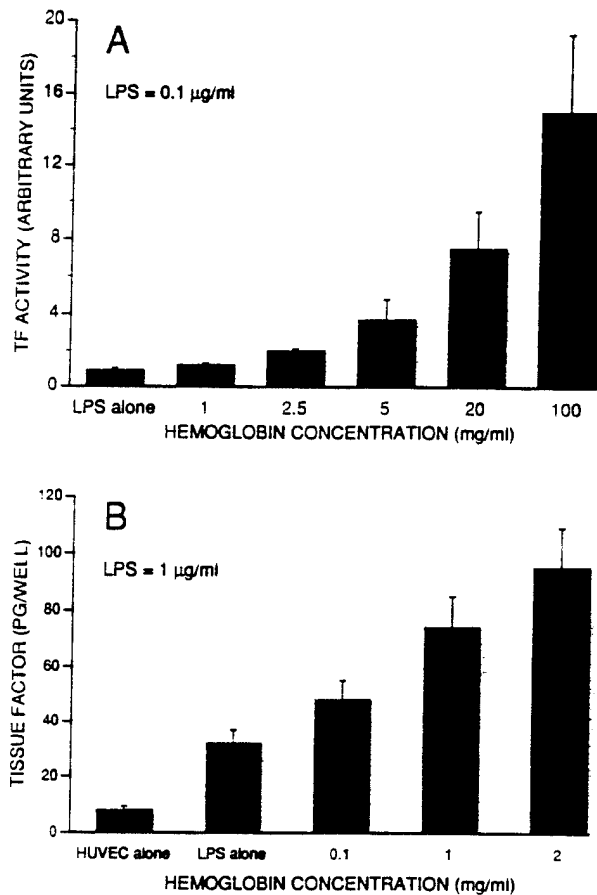 A
LPS = 0.1 µg/ml
TF ACTIVITY (ARBITRARY UNITS)
20
16
12
8
4
0
LPS alone 1 2.5 5 20 100
HEMOGLOBIN CONCENTRATION (mg/ml)
B
LPS = 1 µg/ml
TISSUE FACTOR (PG/WELL)
120
100
80
60
40
20
0
HUVEC alone LPS alone 0.1 1 2
HEMOGLOBIN CONCENTRATION (mg/ml)